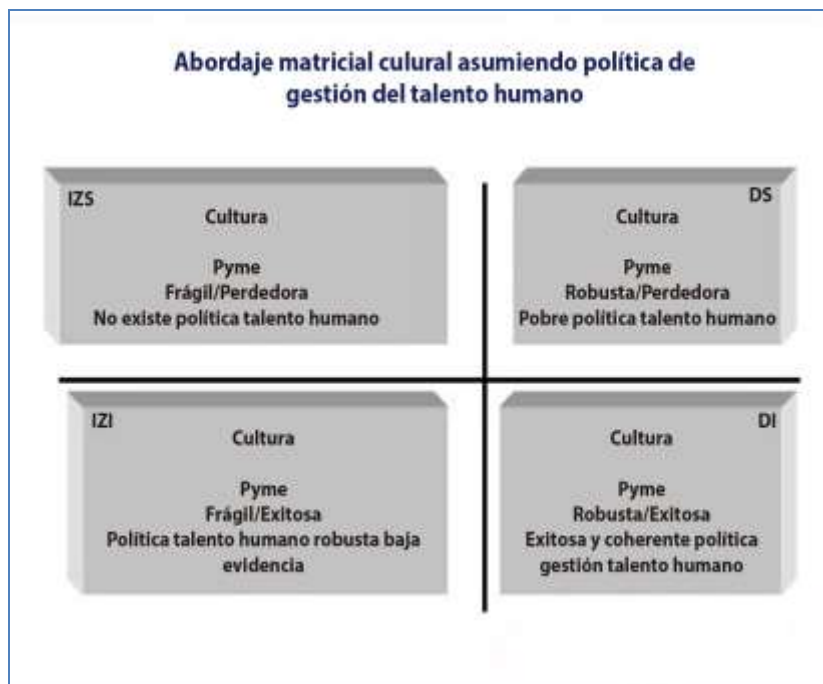 Abordaje matricial culural asumiendo política de
gestión del talento humano
IZS
Cultura
Pyme
Frágil/Perdedora
No existe política talento humano
DS
Cultura
Pyme
Robusta/Perdedora
Pobre política talento humano
IZI
Cultura
Pyme
Frágil/Exitosa
Política talento humano robusta baja
evidencia
DI
Cultura
Pyme
Robusta/Exitosa
Exitosa y coherente política
gestión talento humano